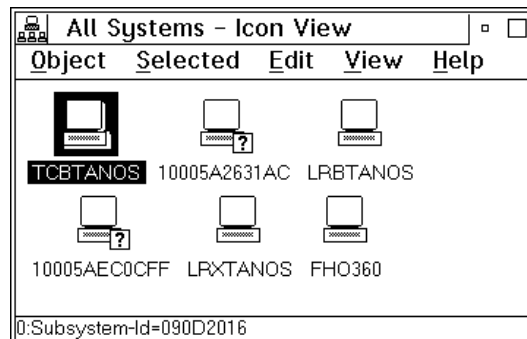 All Systems - Icon View
Object Selected Edit View Help
?
TCBTANOS 10005A2631AC LRBTANOS
?
10005AEC0CFF LRXTANOS FHO360
0:Subsystem-Id=090D2016